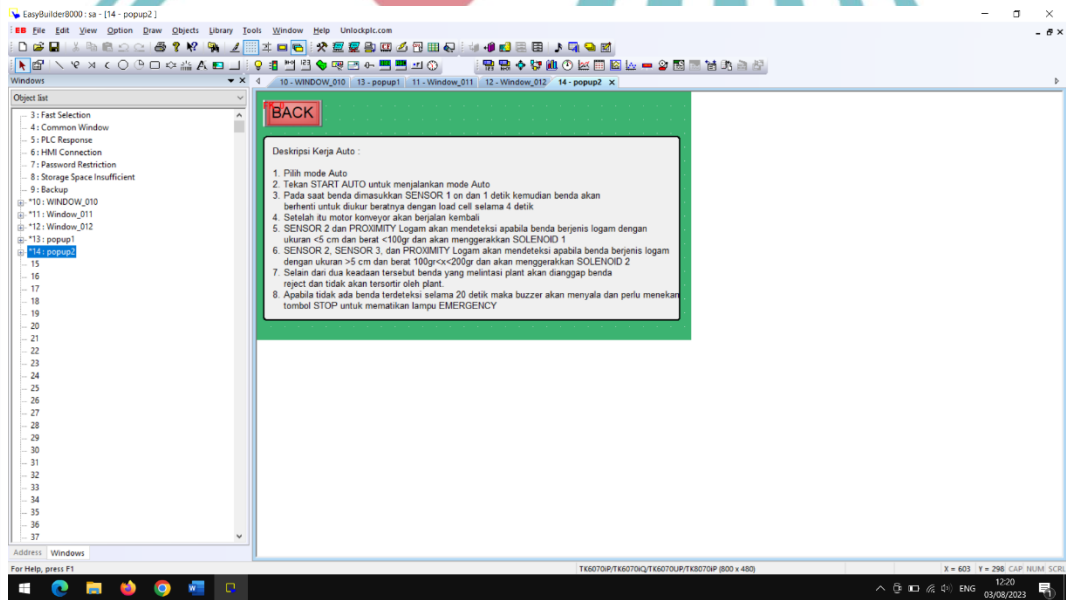 EasyBuilder8000 : sa - [14 - popup2 ]
EB File Edit View Option Draw Objects Library Tools Window Help Unlockplc.com
Windows
10 - WINDOW_010 13 - popup1 11 - Window_011 12 - Window_012 14 - popup2
Object list
3 : Fast Selection
4 : Common Window
5 : PLC Response
6 : HMI Connection
7 : Password Restriction
8 : Storage Space Insufficient
9 : Backup
*10 : WINDOW_010
*11 : Window_011
*12 : Window_012
*13 : popup1
*14 : popup2
15
16
17
18
19
20
21
22
23
24
25
26
27
28
29
30
31
32
33
34
35
36
37
Address Windows
BACK
Deskripsi Kerja Auto :
1. Pilih mode Auto
2. Tekan START AUTO untuk menjalankan mode Auto
3. Pada saat benda dimasukkan SENSOR 1 on dan 1 detik kemudian benda akan
berhenti untuk diukur beratnya dengan load cell selama 4 detik
4. Setelah itu motor konveyor akan berjalan kembali
5. SENSOR 2 dan PROXIMITY Logam akan mendeteksi apabila benda berjenis logam dengan
ukuran <5 cm dan berat <100gr dan akan menggerakkan SOLENOID 1
6. SENSOR 2, SENSOR 3, dan PROXIMITY Logam akan mendeteksi apabila benda berjenis logam
dengan ukuran >5 cm dan berat 100gr<x<200gr dan akan menggerakkan SOLENOID 2
7. Selain dari dua keadaan tersebut benda yang melintasi plant akan dianggap benda
reject dan tidak akan tersortir oleh plant.
8. Apabila tidak ada benda terdeteksi selama 20 detik maka buzzer akan menyala dan perlu menekan
tombol STOP untuk mematikan lampu EMERGENCY
For Help, press F1
TK6070iP/TK6070iQ/TK6070UP/TK8070iP (800 x 480)
X = 603 Y = 298 CAP NUM SCRL
ENG
12:20
03/08/2023